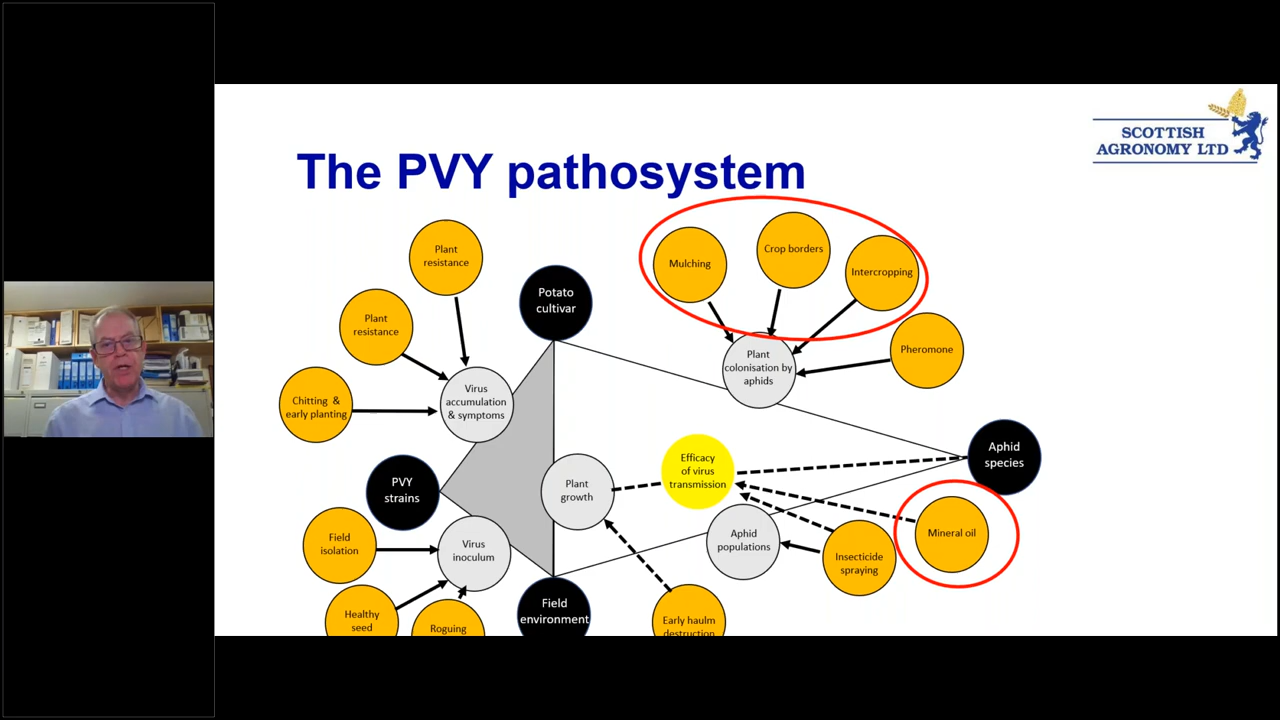 SCOTTISH
AGRONOMY LTD
The PVY pathosystem
Plant
resistance
Plant
resistance
Chitting &
early planting
Virus
accumulation
& symptoms
Potato
cultivar
Mulching
Crop borders
Intercropping
Pheromone
Plant
colonisation by
aphids
PVY
strains
Plant
growth
Efficacy
of virus
transmission
Aphid
species
Field
isolation
Virus
inoculum
Aphid
populations
Insecticide
spraying
Mineral oil
Healthy
seed
Roguing
Field
environment
Early haulm
destruction